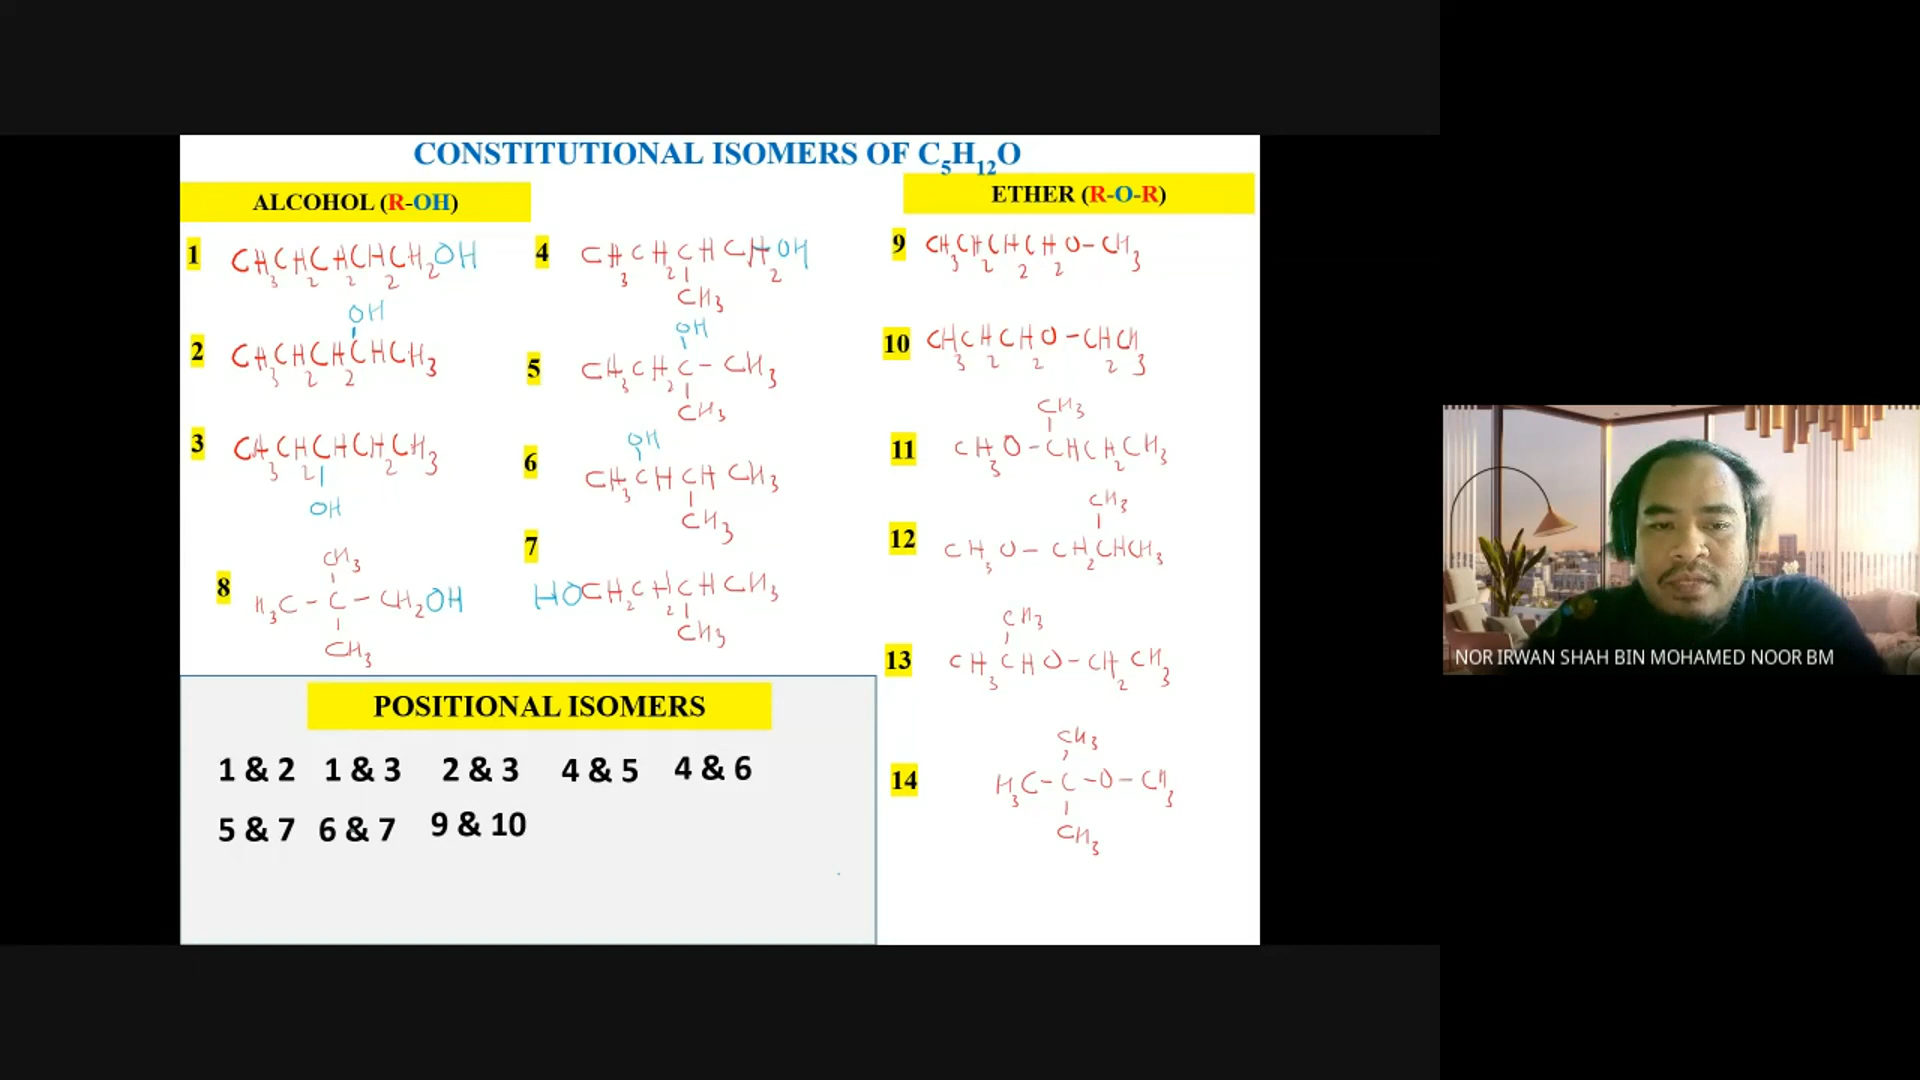 CONSTITUTIONAL ISOMERS OF C5H12O
ALCOHOL (R-OH)
1 CH3CH2CH2CH2CH2OH
OH
2 CH3CH2CH2CHCH3
3 CH3CH2CHCH2CH3
OH
CH3
8 H3C-C-CH2OH
CH3
4 CH3CH2CHCH2OH
CH3
OH
5 CH3CH2C-CH3
CH3
OH
6 CH3CHCHCH3
CH3
7
HOCH2CH2CHCH3
CH3
ETHER (R-O-R)
9 CH3CH2CH2CH2O-CH3
10 CH3CH2CH2O-CH2CH3
CH3
11 CH3O-CHCH2CH3
CH3
12 CH3O-CH2CHCH3
CH3
13 CH3CHO-CH2CH3
CH3
14 H3C-C-O-CH3
CH3
POSITIONAL ISOMERS
1 & 2 1 & 3 2 & 3 4 & 5 4 & 6
5 & 7 6 & 7 9 & 10
NOR IRWAN SHAH BIN MOHAMED NOOR BM